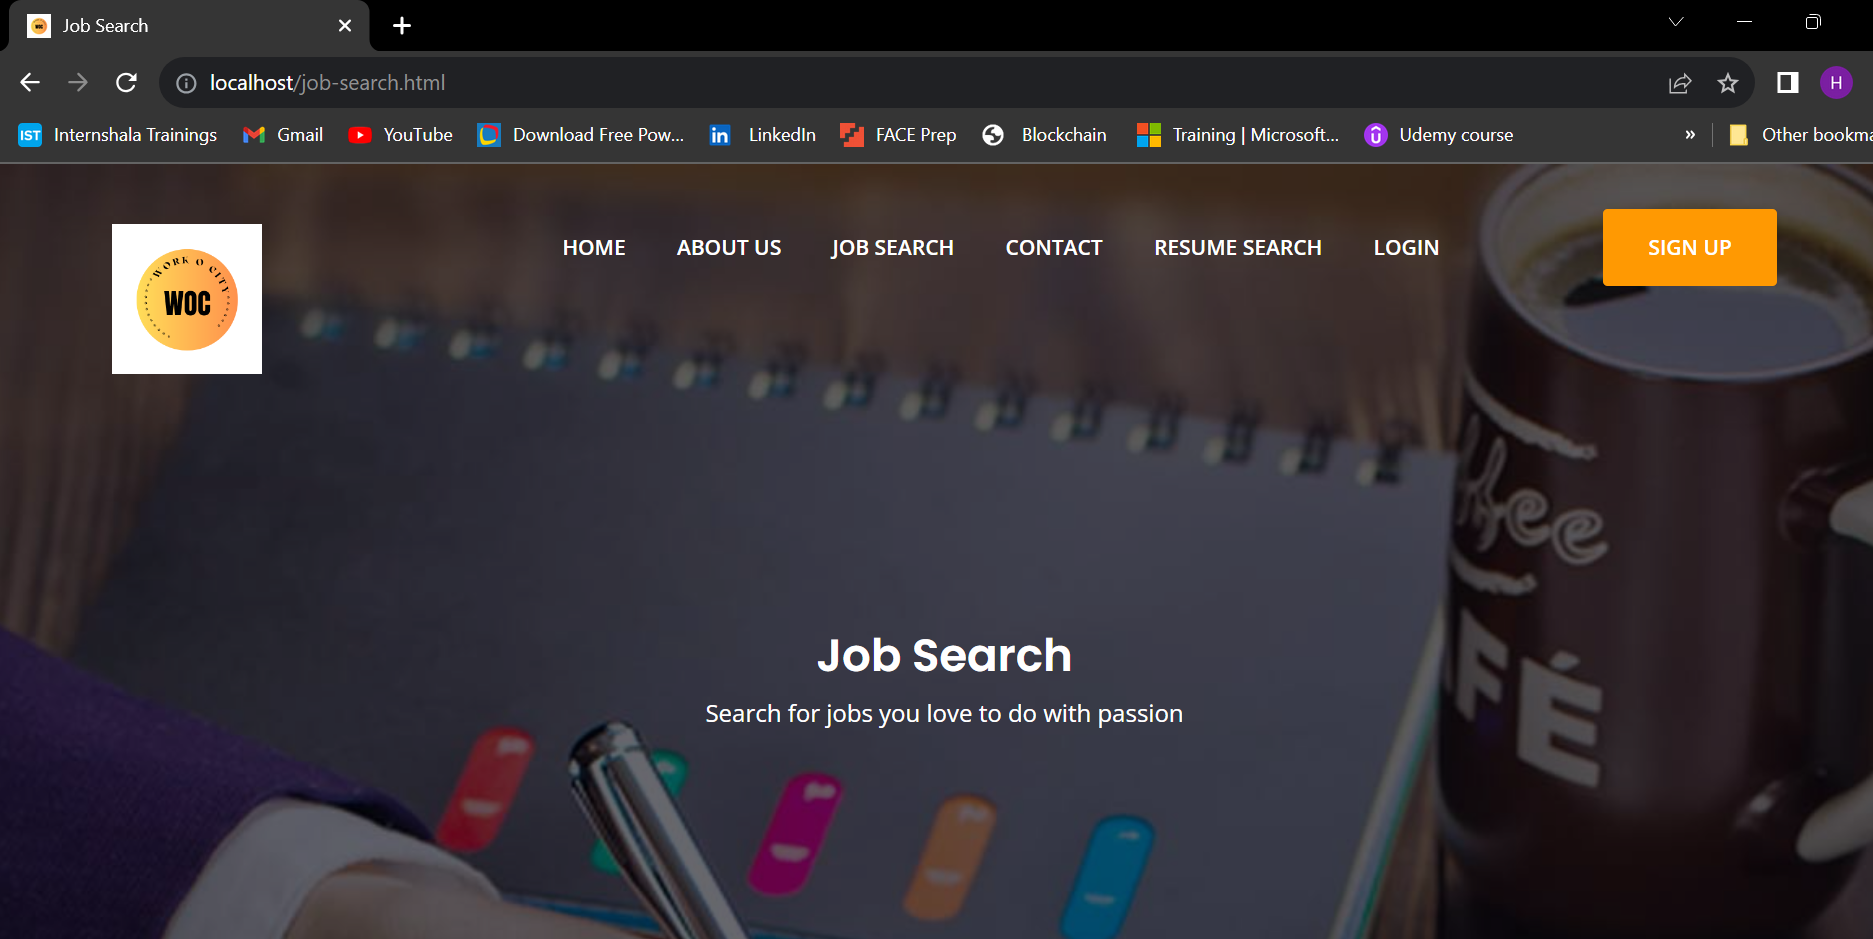 Job Search
localhost/job-search.html
H
IST Internshala Trainings Gmail YouTube Download Free Pow... LinkedIn FACE Prep Blockchain Training | Microsoft... Udemy course » Other bookma
WORK O CITY
WOC
HOME ABOUT US JOB SEARCH CONTACT RESUME SEARCH LOGIN SIGN UP
Job Search
Search for jobs you love to do with passion